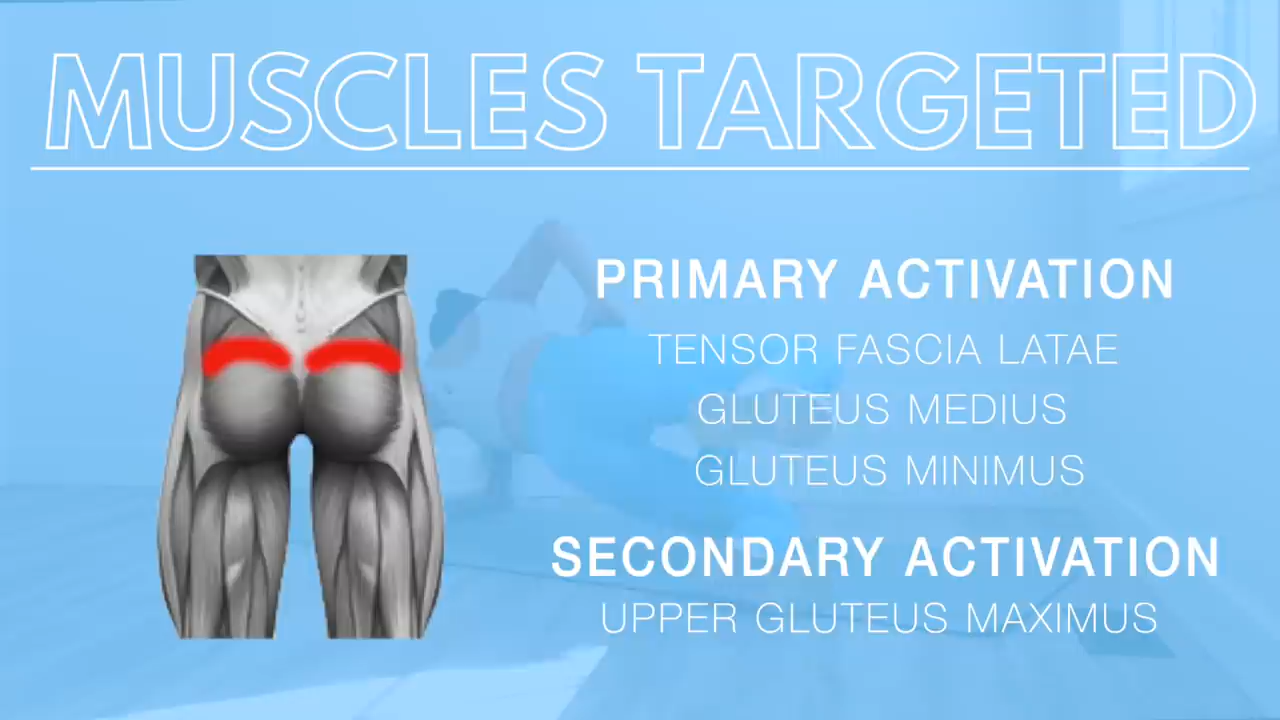 MUSCLES TARGETED
PRIMARY ACTIVATION
TENSOR FASCIA LATAE
GLUTEUS MEDIUS
GLUTEUS MINIMUS
SECONDARY ACTIVATION
UPPER GLUTEUS MAXIMUS